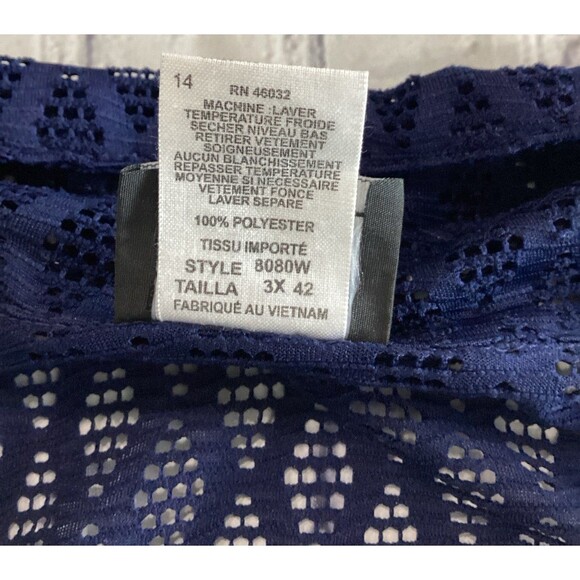 14
RN 46032
MACHINE :LAVER
TEMPERATURE FROIDE
SECHER NIVEAU BAS
RETIRER VETEMENT
SOIGNEUSEMENT
AUCUN BLANCHISSEMENT
REPASSER TEMPERATURE
MOYENNE SI NECESSAIRE
VETEMENT FONCE
LAVER SEPARE
100% POLYESTER
TISSU IMPORTÉ
STYLE 8080W
TAILLA 3X 42
FABRIQUÉ AU VIETNAM